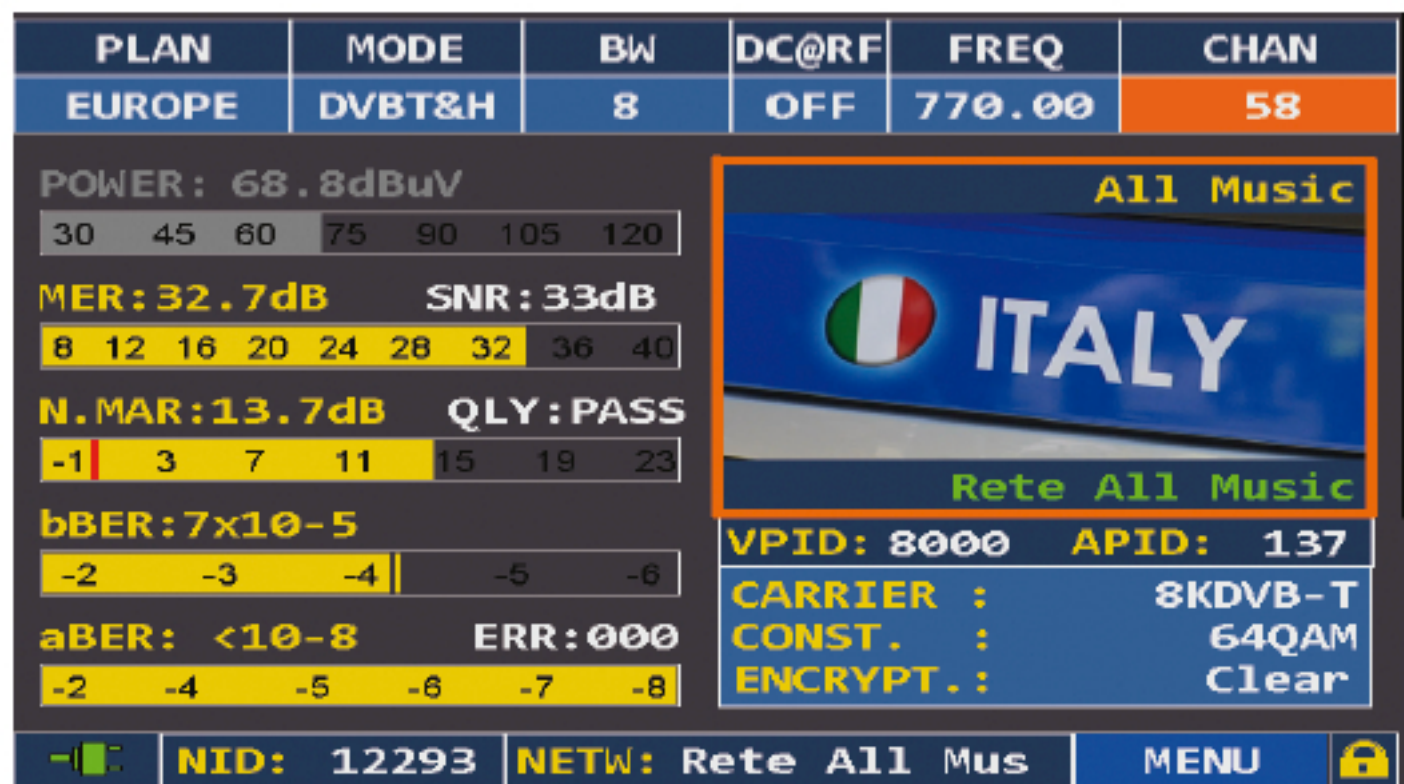 PLAN MODE BW DC@RF FREQ CHAN
EUROPE DVBT&H 8 OFF 770.00 58
POWER: 68.8dBuV
30 45 60 75 90 105 120
MER:32.7dB SNR:33dB
8 12 16 20 24 28 32 36 40
N.MAR:13.7dB QLY:PASS
-1 3 7 11 15 19 23
bBER:7x10-5
-2 -3 -4 -5 -6
aBER: <10-8 ERR:000
-2 -4 -5 -6 -7 -8
All Music
ITALY
Rete All Music
VPID: 8000 APID: 137
CARRIER : 8KDVB-T
CONST. : 64QAM
ENCRYPT.: Clear
NID: 12293 NETW: Rete All Mus MENU